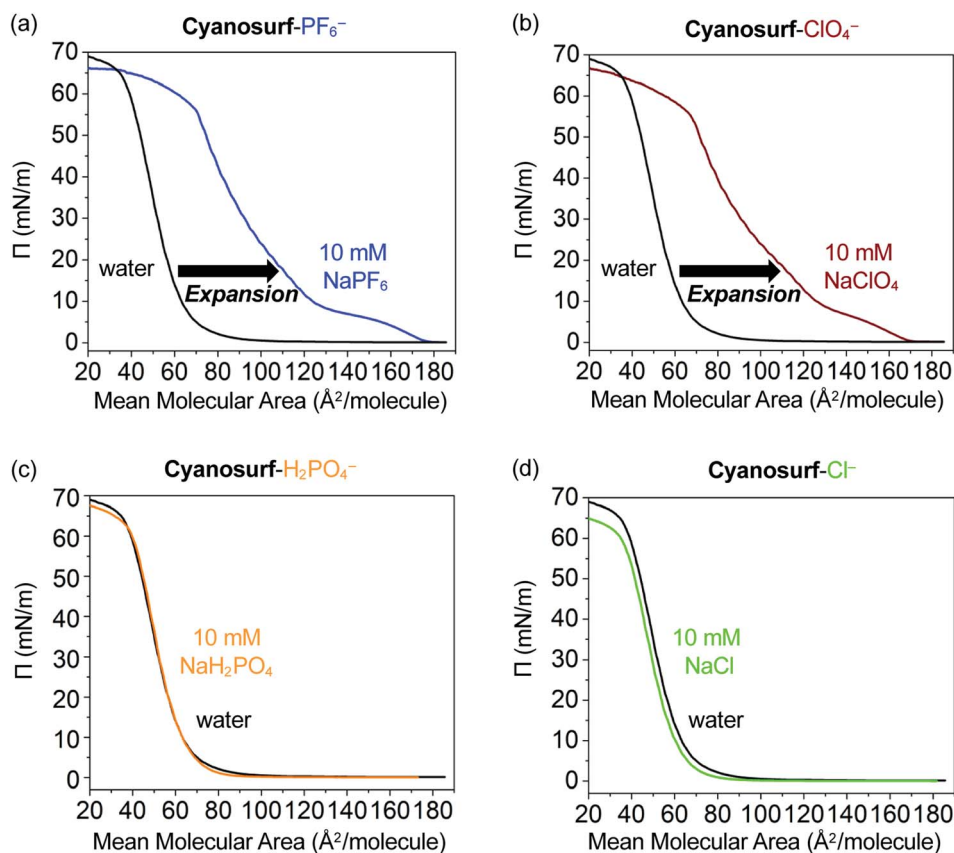 (a)
Cyanosurf-PF₆⁻
70
60
50
40
30
20
10
0
Π (mN/m)
water
Expansion
10 mM
NaPF₆
20 40 60 80 100 120 140 160 180
Mean Molecular Area (Å²/molecule)
(b)
Cyanosurf-ClO₄⁻
70
60
50
40
30
20
10
0
Π (mN/m)
water
Expansion
10 mM
NaClO₄
20 40 60 80 100 120 140 160 180
Mean Molecular Area (Å²/molecule)
(c)
Cyanosurf-H₂PO₄⁻
70
60
50
40
30
20
10
0
Π (mN/m)
10 mM
NaH₂PO₄
water
20 40 60 80 100 120 140 160 180
Mean Molecular Area (Å²/molecule)
(d)
Cyanosurf-Cl⁻
70
60
50
40
30
20
10
0
Π (mN/m)
10 mM
NaCl
water
20 40 60 80 100 120 140 160 180
Mean Molecular Area (Å²/molecule)